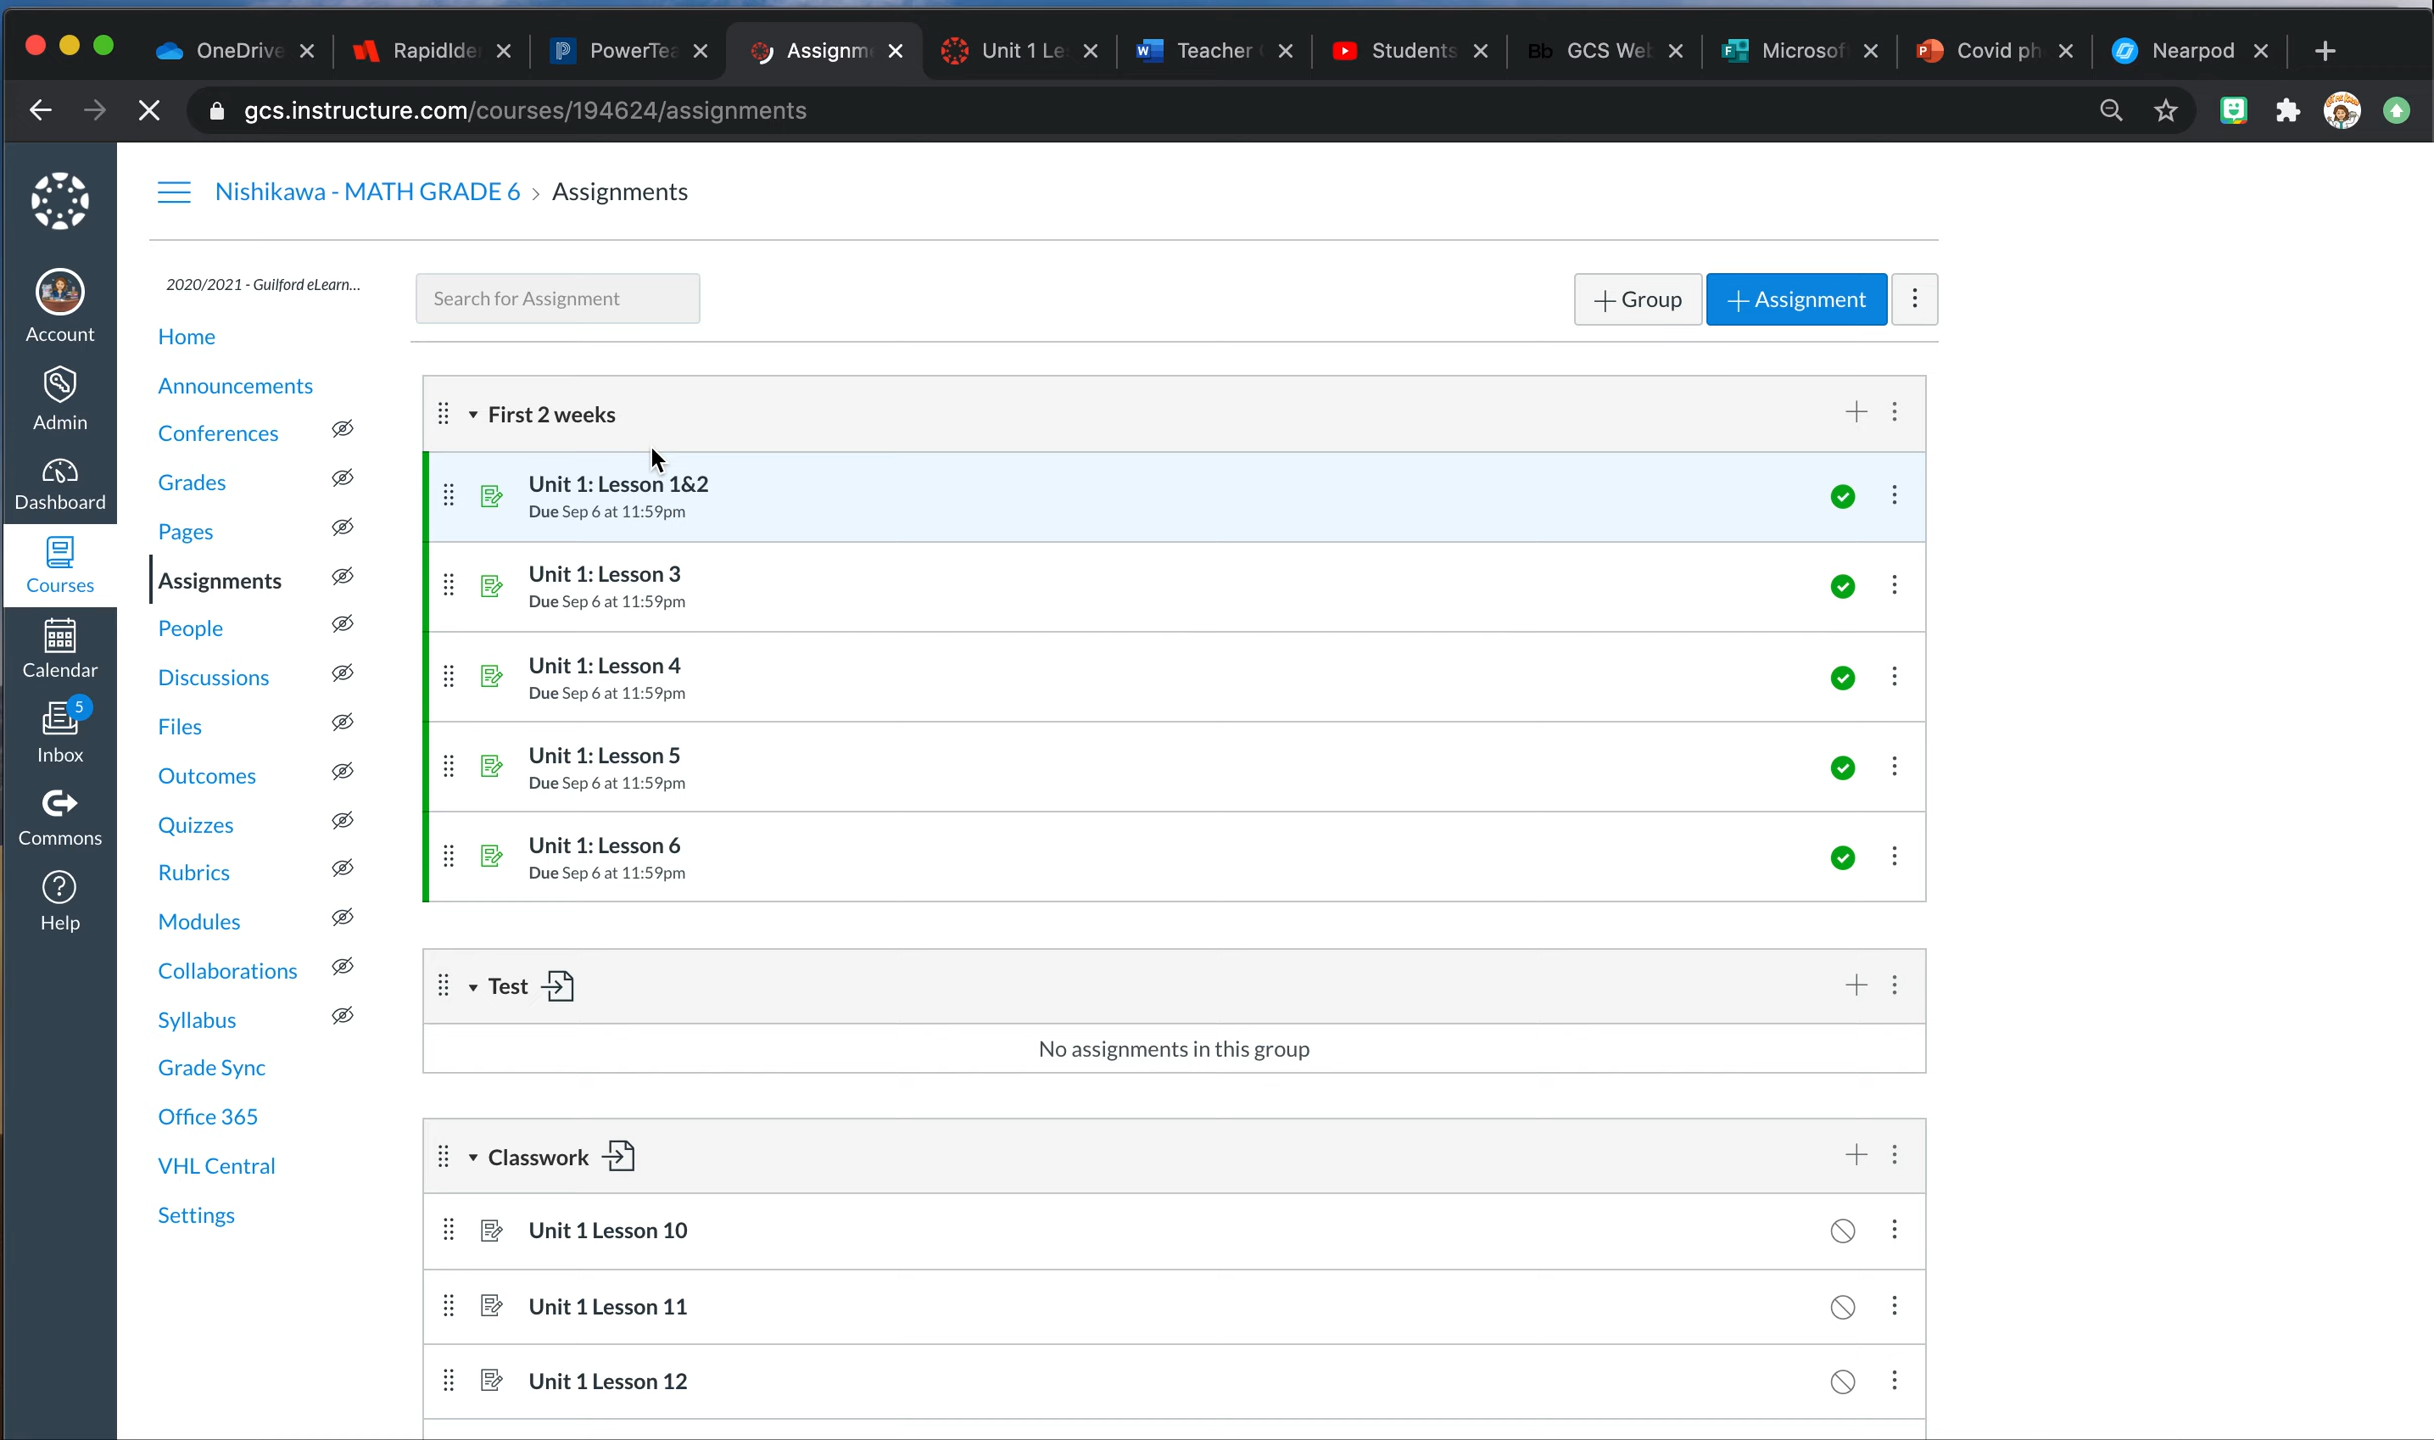 OneDrive
RapidIde
PowerTea
Assignme
Unit 1 Le
Teacher
Students
Bb GCS We
Microsof
Covid ph
Nearpod
gcs.instructure.com/courses/194624/assignments
Nishikawa - MATH GRADE 6 › Assignments
Account
Admin
Dashboard
Courses
Calendar
5
Inbox
Commons
Help
2020/2021 - Guilford eLearn...
Home
Announcements
Conferences
Grades
Pages
Assignments
People
Discussions
Files
Outcomes
Quizzes
Rubrics
Modules
Collaborations
Syllabus
Grade Sync
Office 365
VHL Central
Settings
Search for Assignment
+ Group
+ Assignment
First 2 weeks
Unit 1: Lesson 1&2
Due Sep 6 at 11:59pm
Unit 1: Lesson 3
Due Sep 6 at 11:59pm
Unit 1: Lesson 4
Due Sep 6 at 11:59pm
Unit 1: Lesson 5
Due Sep 6 at 11:59pm
Unit 1: Lesson 6
Due Sep 6 at 11:59pm
Test
No assignments in this group
Classwork
Unit 1 Lesson 10
Unit 1 Lesson 11
Unit 1 Lesson 12